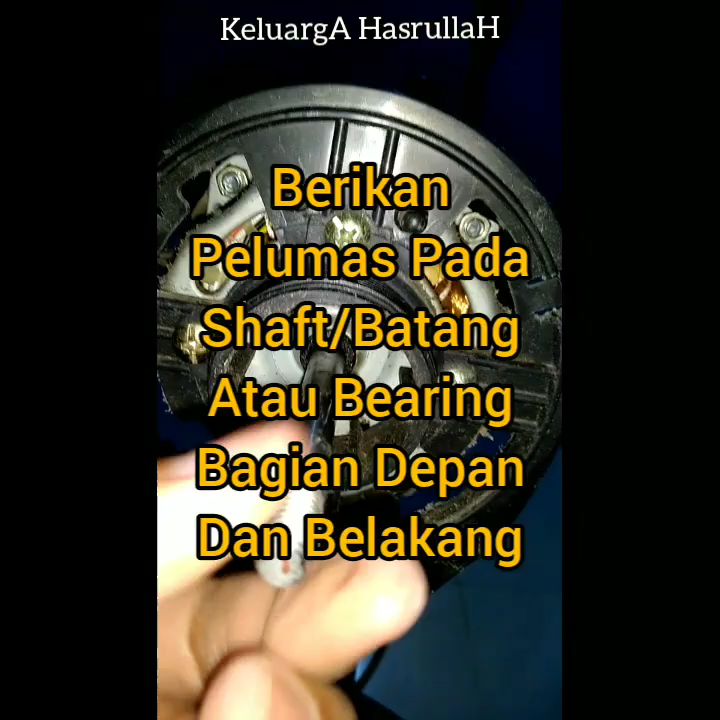 KeluargA HasrullaH
Berikan
Pelumas Pada
Shaft/Batang
Atau Bearing
Bagian Depan
Dan Belakang